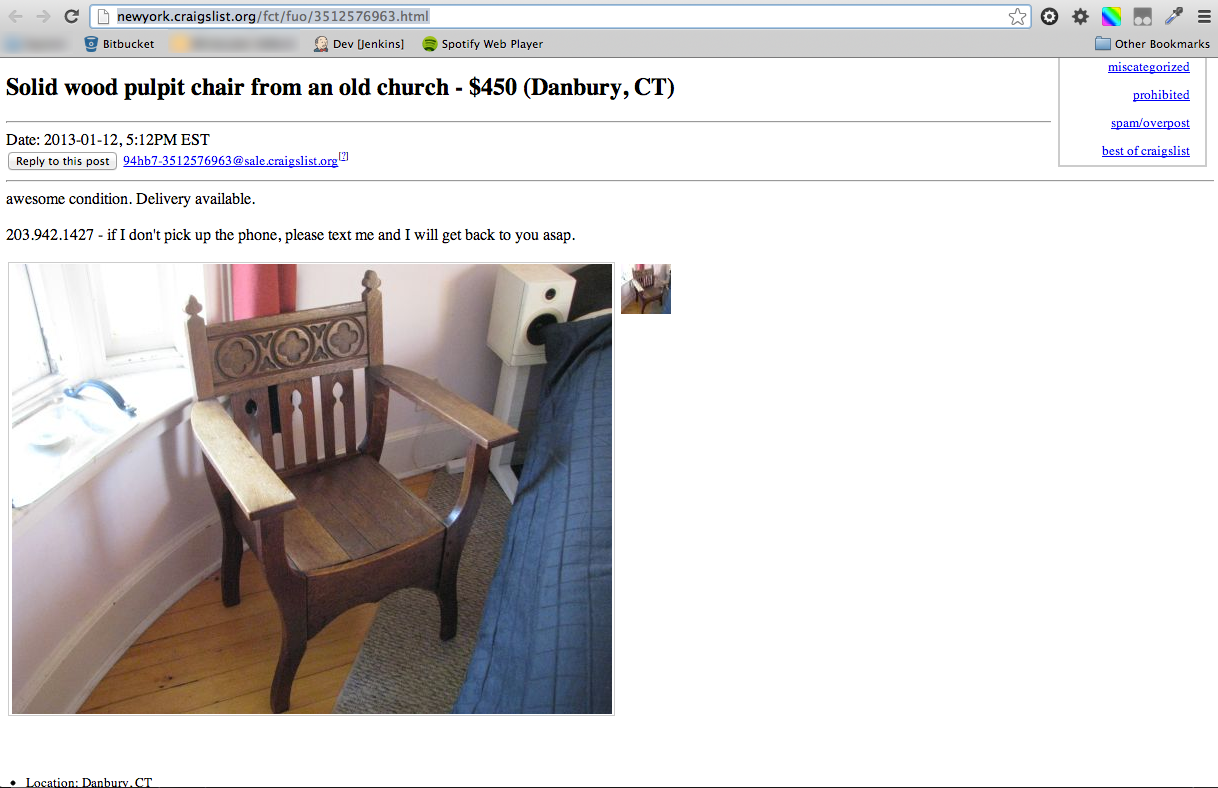 newyork.craigslist.org/fct/fuo/3512576963.html
Bitbucket
Dev [Jenkins]
Spotify Web Player
Other Bookmarks
miscategorized
prohibited
spam/overpost
best of craigslist
Solid wood pulpit chair from an old church - $450 (Danbury, CT)
Date: 2013-01-12, 5:12PM EST
Reply to this post 94hb7-3512576963@sale.craigslist.org[?]
awesome condition. Delivery available.
203.942.1427 - if I don't pick up the phone, please text me and I will get back to you asap.
Location: Danbury, CT